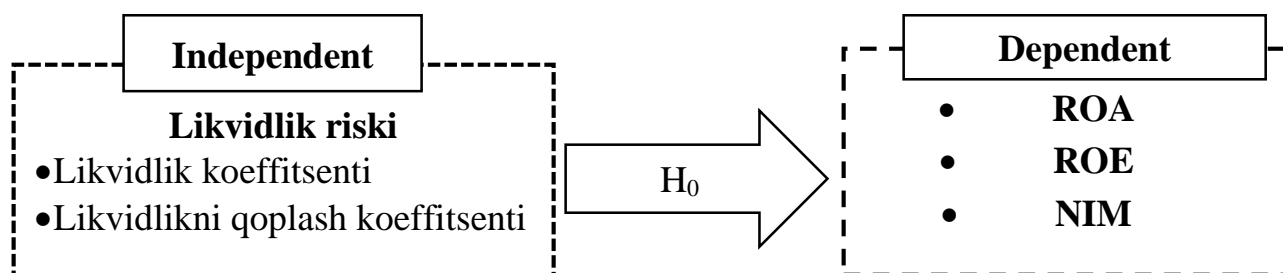 Independent
Likvidlik riski
•Likvidlik koeffitsenti
•Likvidlikni qoplash koeffitsenti
H₀
Dependent
• ROA
• ROE
• NIM